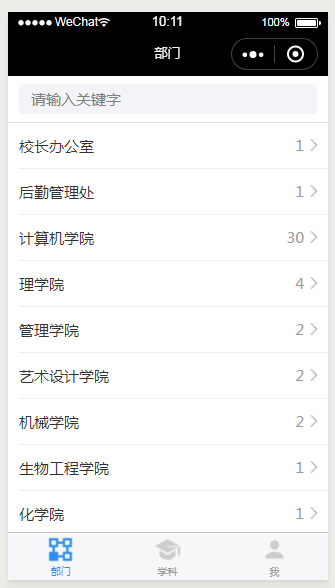 WeChat 10:11 100%
部门
请输入关键字
校长办公室 1
后勤管理处 1
计算机学院 30
理学院 4
管理学院 2
艺术设计学院 2
机械学院 2
生物工程学院 1
化学院 1
部门 学科 我